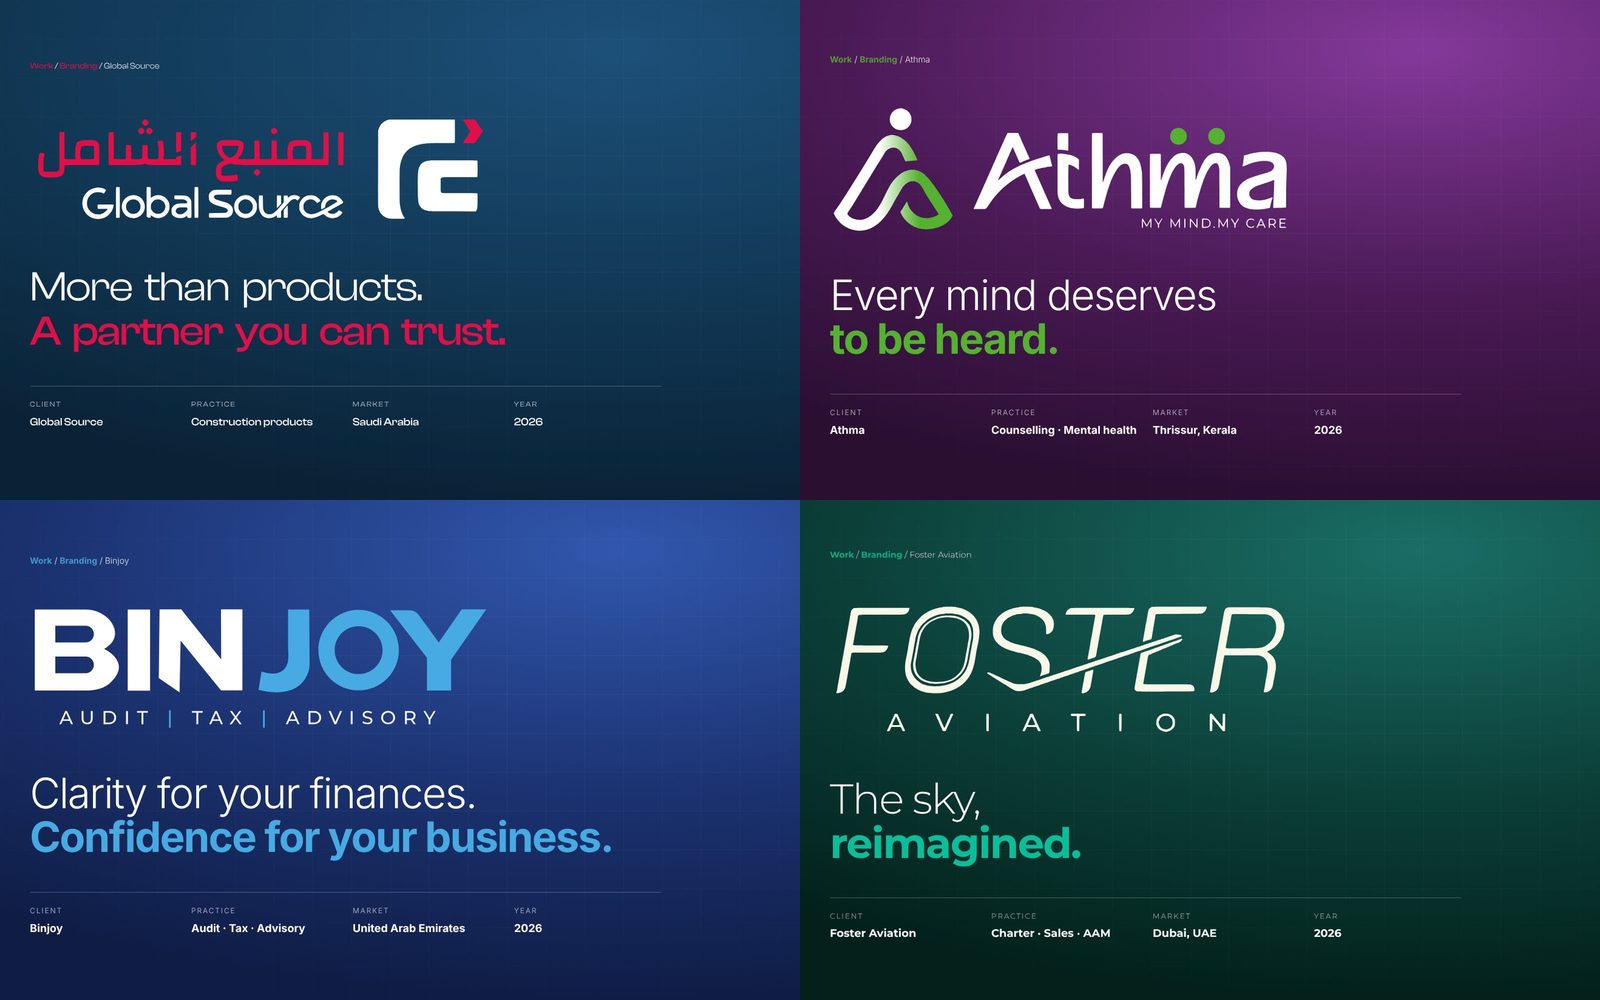 Work / Branding / Global Source
المنبع الشامل
Global Source
More than products.
A partner you can trust.
CLIENT PRACTICE MARKET YEAR
Global Source Construction products Saudi Arabia 2026
Work / Branding / Athma
Athma
MY MIND.MY CARE
Every mind deserves
to be heard.
CLIENT PRACTICE MARKET YEAR
Athma Counselling · Mental health Thrissur, Kerala 2026
Work / Branding / Binjoy
BINJOY
AUDIT | TAX | ADVISORY
Clarity for your finances.
Confidence for your business.
CLIENT PRACTICE MARKET YEAR
Binjoy Audit · Tax · Advisory United Arab Emirates 2026
Work / Branding / Foster Aviation
FOSTER
AVIATION
The sky,
reimagined.
CLIENT PRACTICE MARKET YEAR
Foster Aviation Charter · Sales · AAM Dubai, UAE 2026